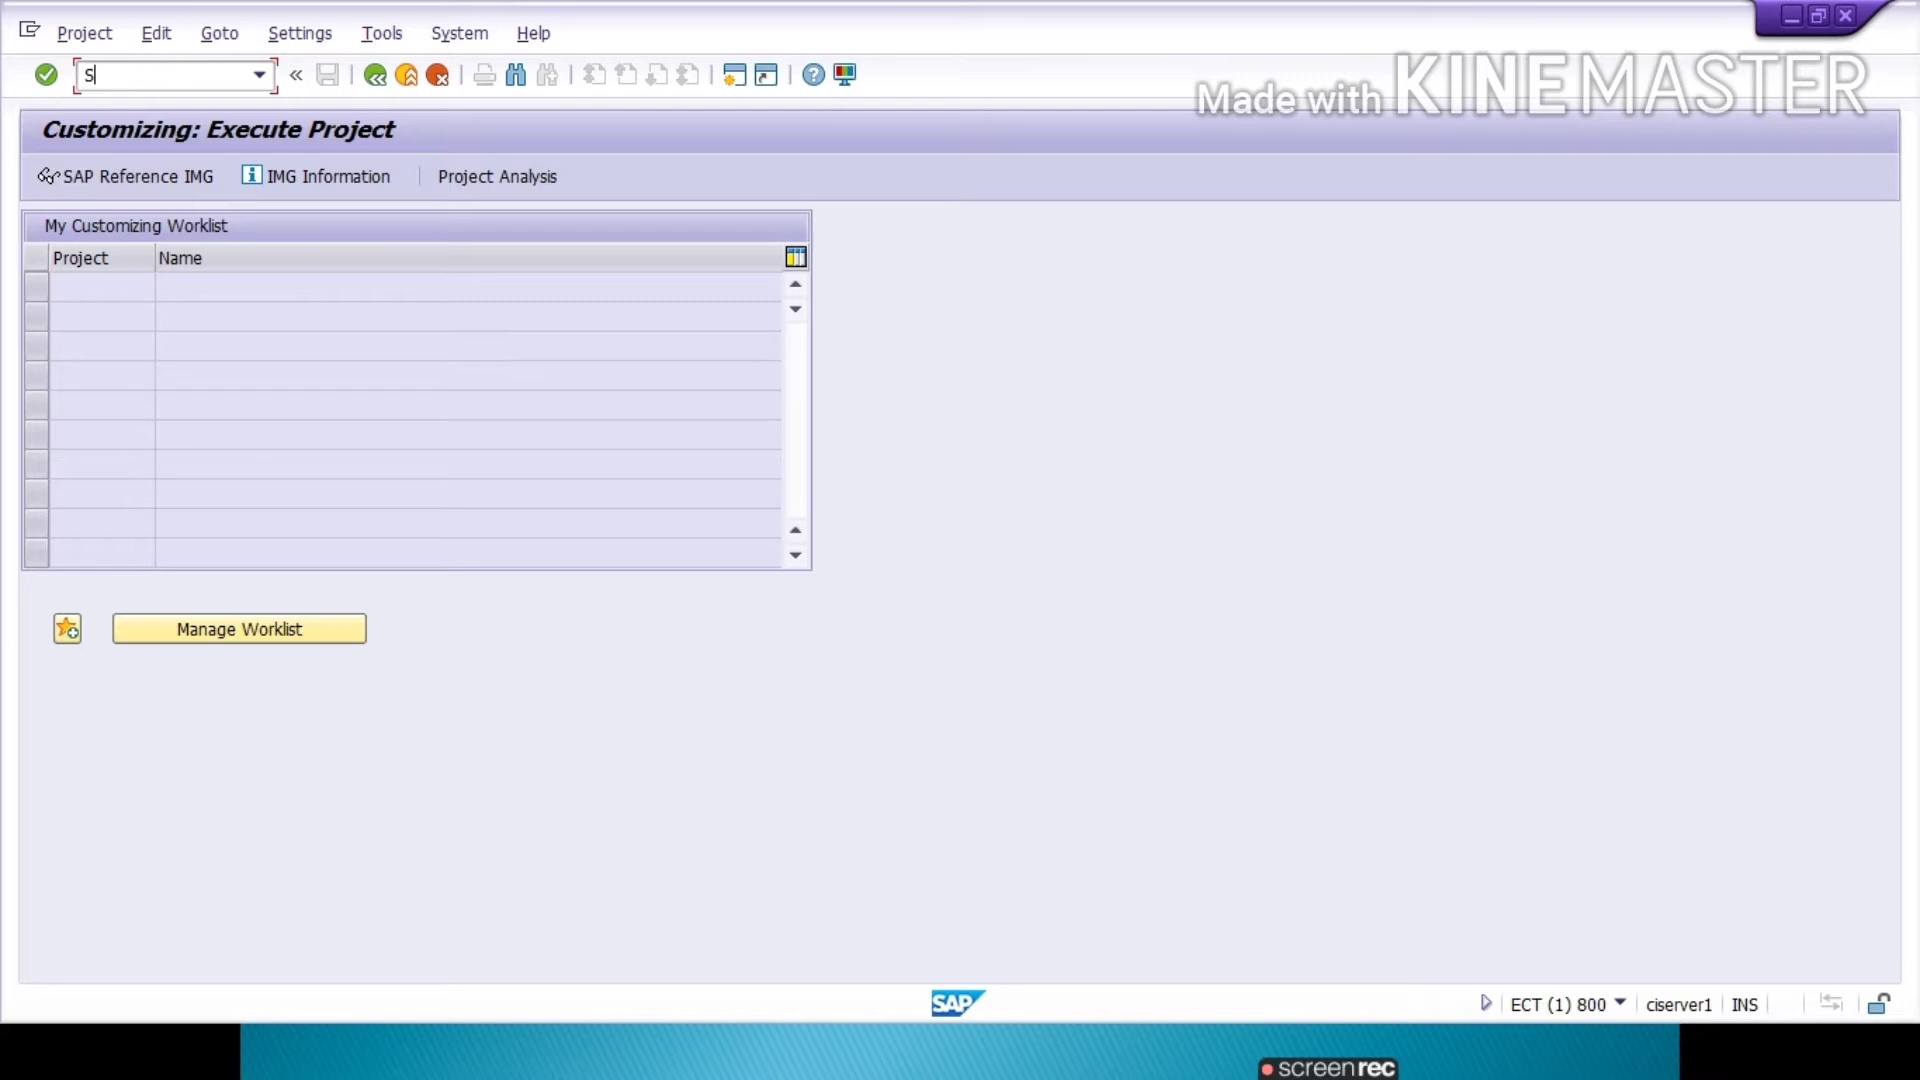 Project Edit Goto Settings Tools System Help
S
Made with KINEMASTER
Customizing: Execute Project
SAP Reference IMG IMG Information Project Analysis
My Customizing Worklist
Project Name
Manage Worklist
SAP
ECT (1) 800 ciserver1 INS
screenrec